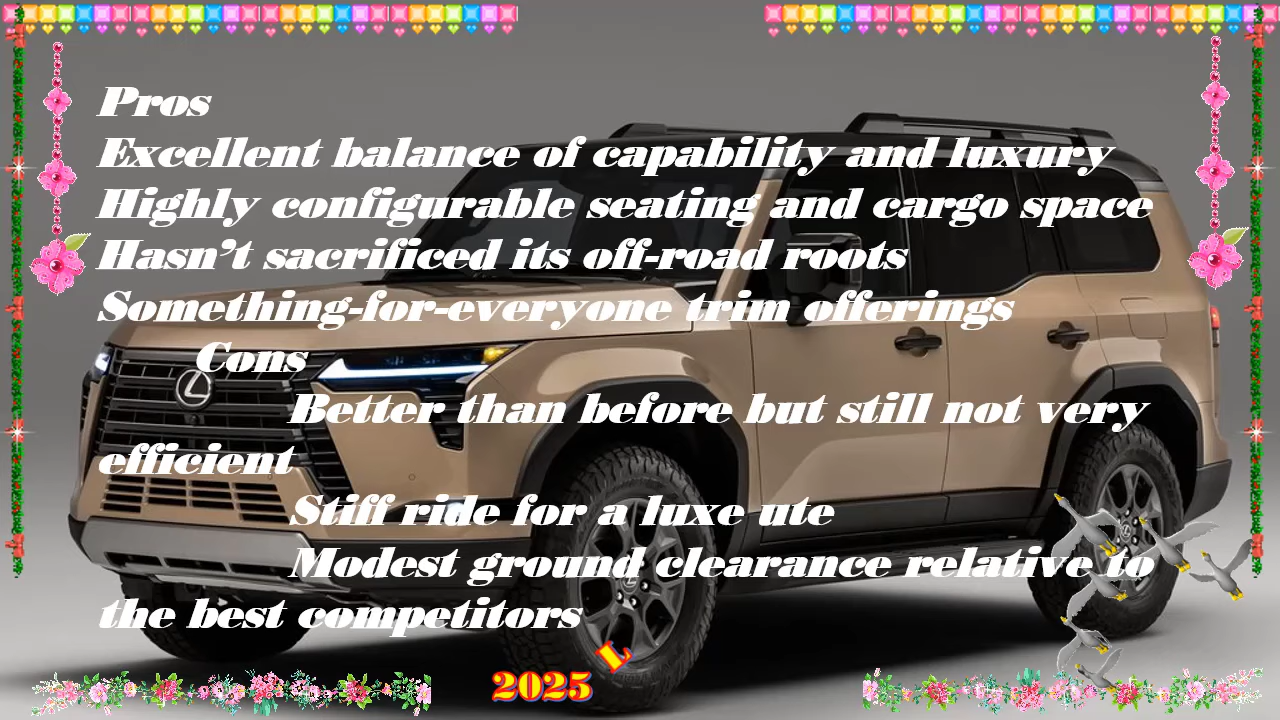 Pros
Excellent balance of capability and luxury
Highly configurable seating and cargo space
Hasn’t sacrificed its off-road roots
Something-for-everyone trim offerings
Cons
Better than before but still not very
efficient
Stiff ride for a luxe ute
Modest ground clearance relative to
the best competitors
2025 L